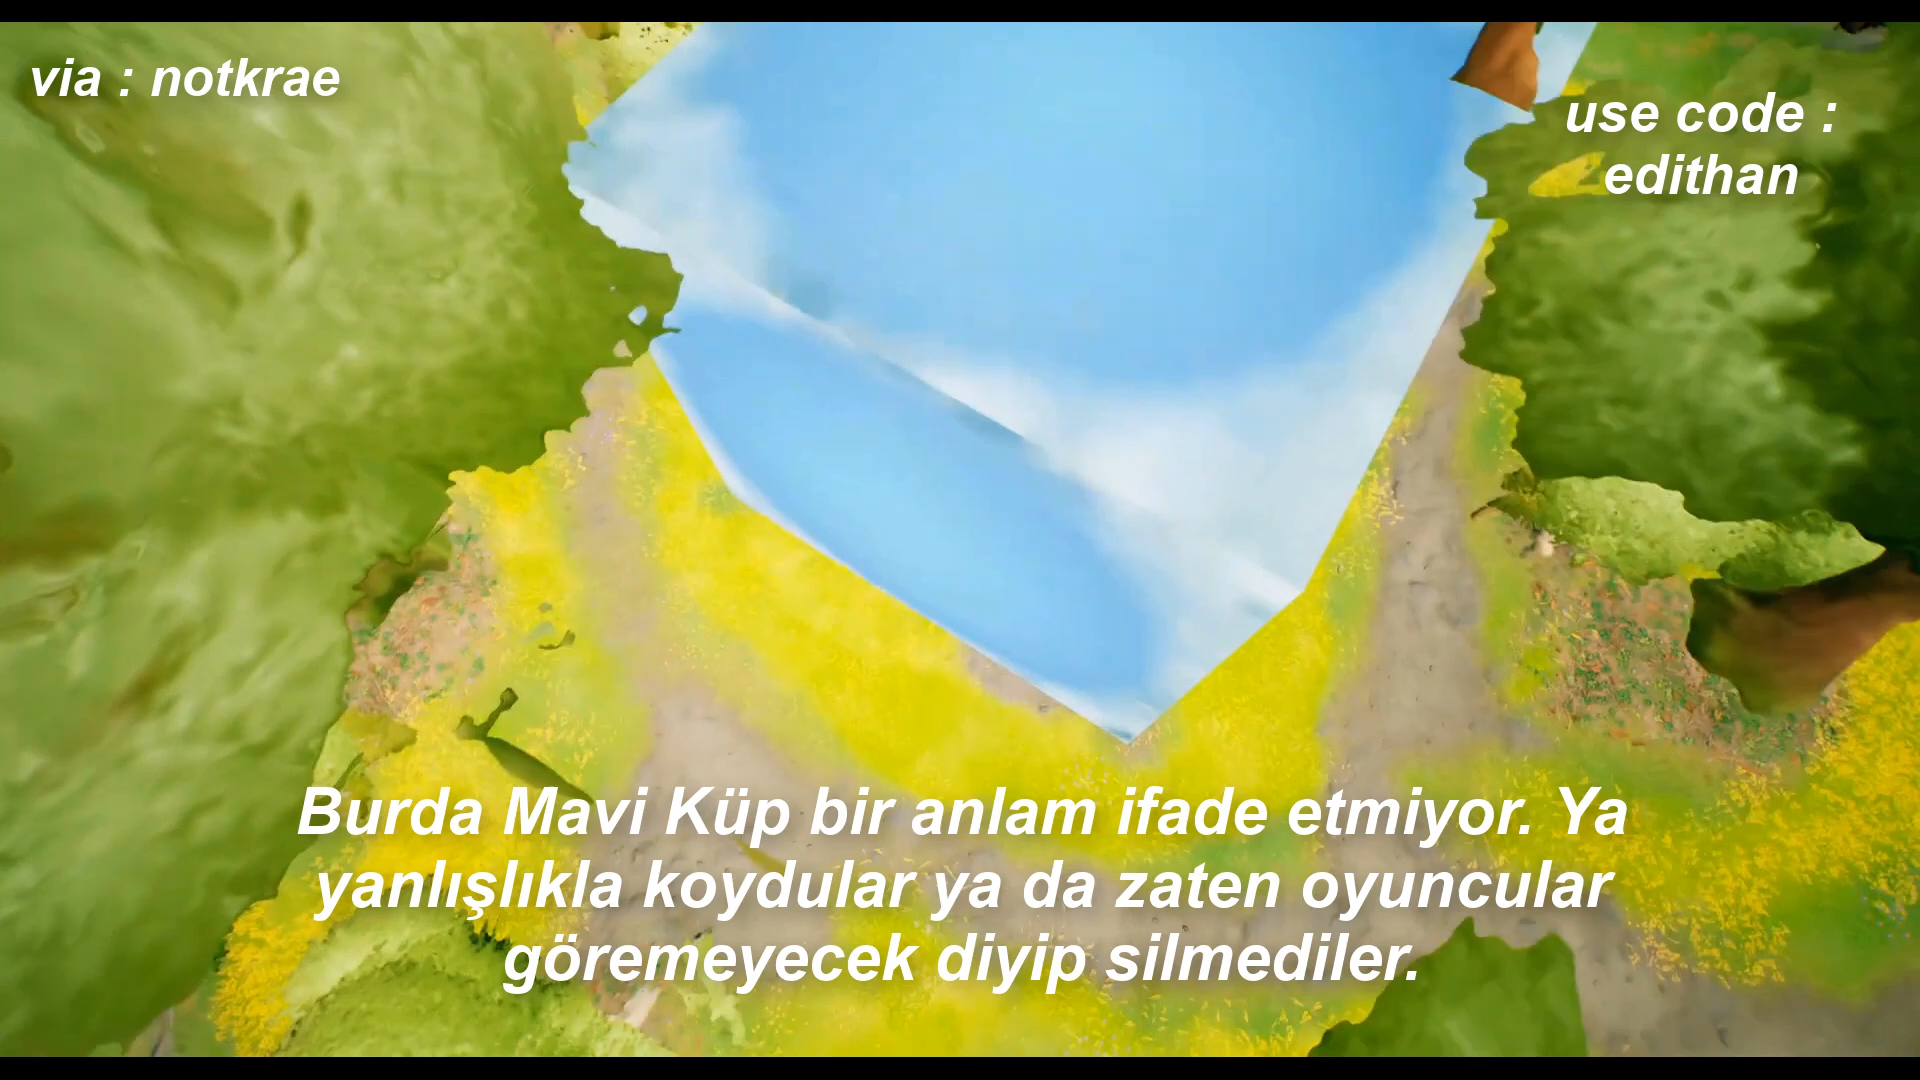 via : notkrae
use code :
edithan
Burda Mavi Küp bir anlam ifade etmiyor. Ya
yanlışlıkla koydular ya da zaten oyuncular
göremeyecek diyip silmediler.